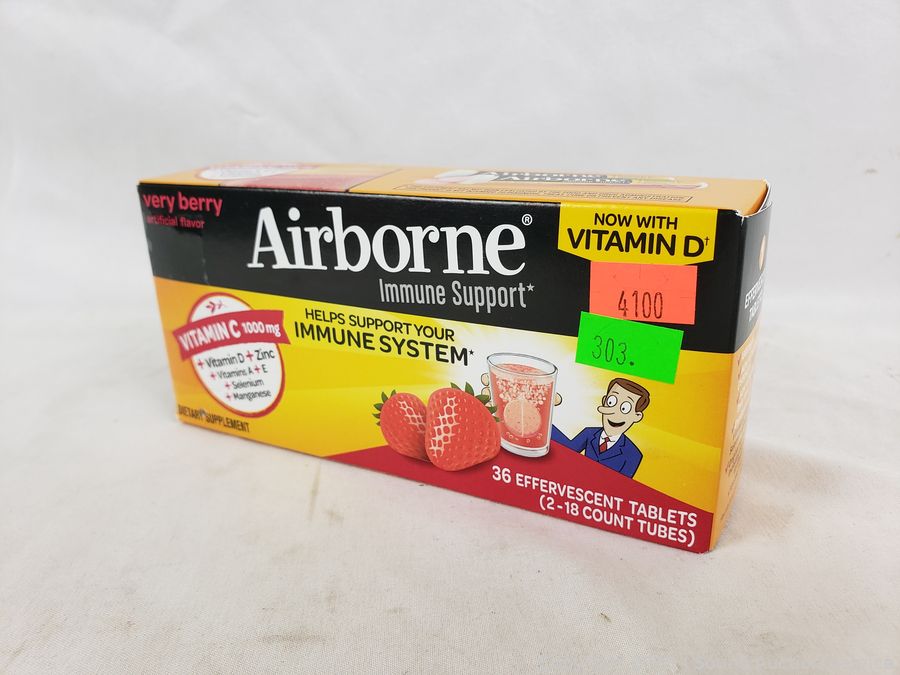 very berry
artificial flavor
Airborne®
Immune Support*
NOW WITH
VITAMIN D†
4100
303.
VITAMIN C 1000 mg
+ Vitamin D + Zinc
+ Vitamins A + E
+ Selenium
+ Manganese
DIETARY SUPPLEMENT
HELPS SUPPORT YOUR
IMMUNE SYSTEM*
36 EFFERVESCENT TABLETS
(2-18 COUNT TUBES)